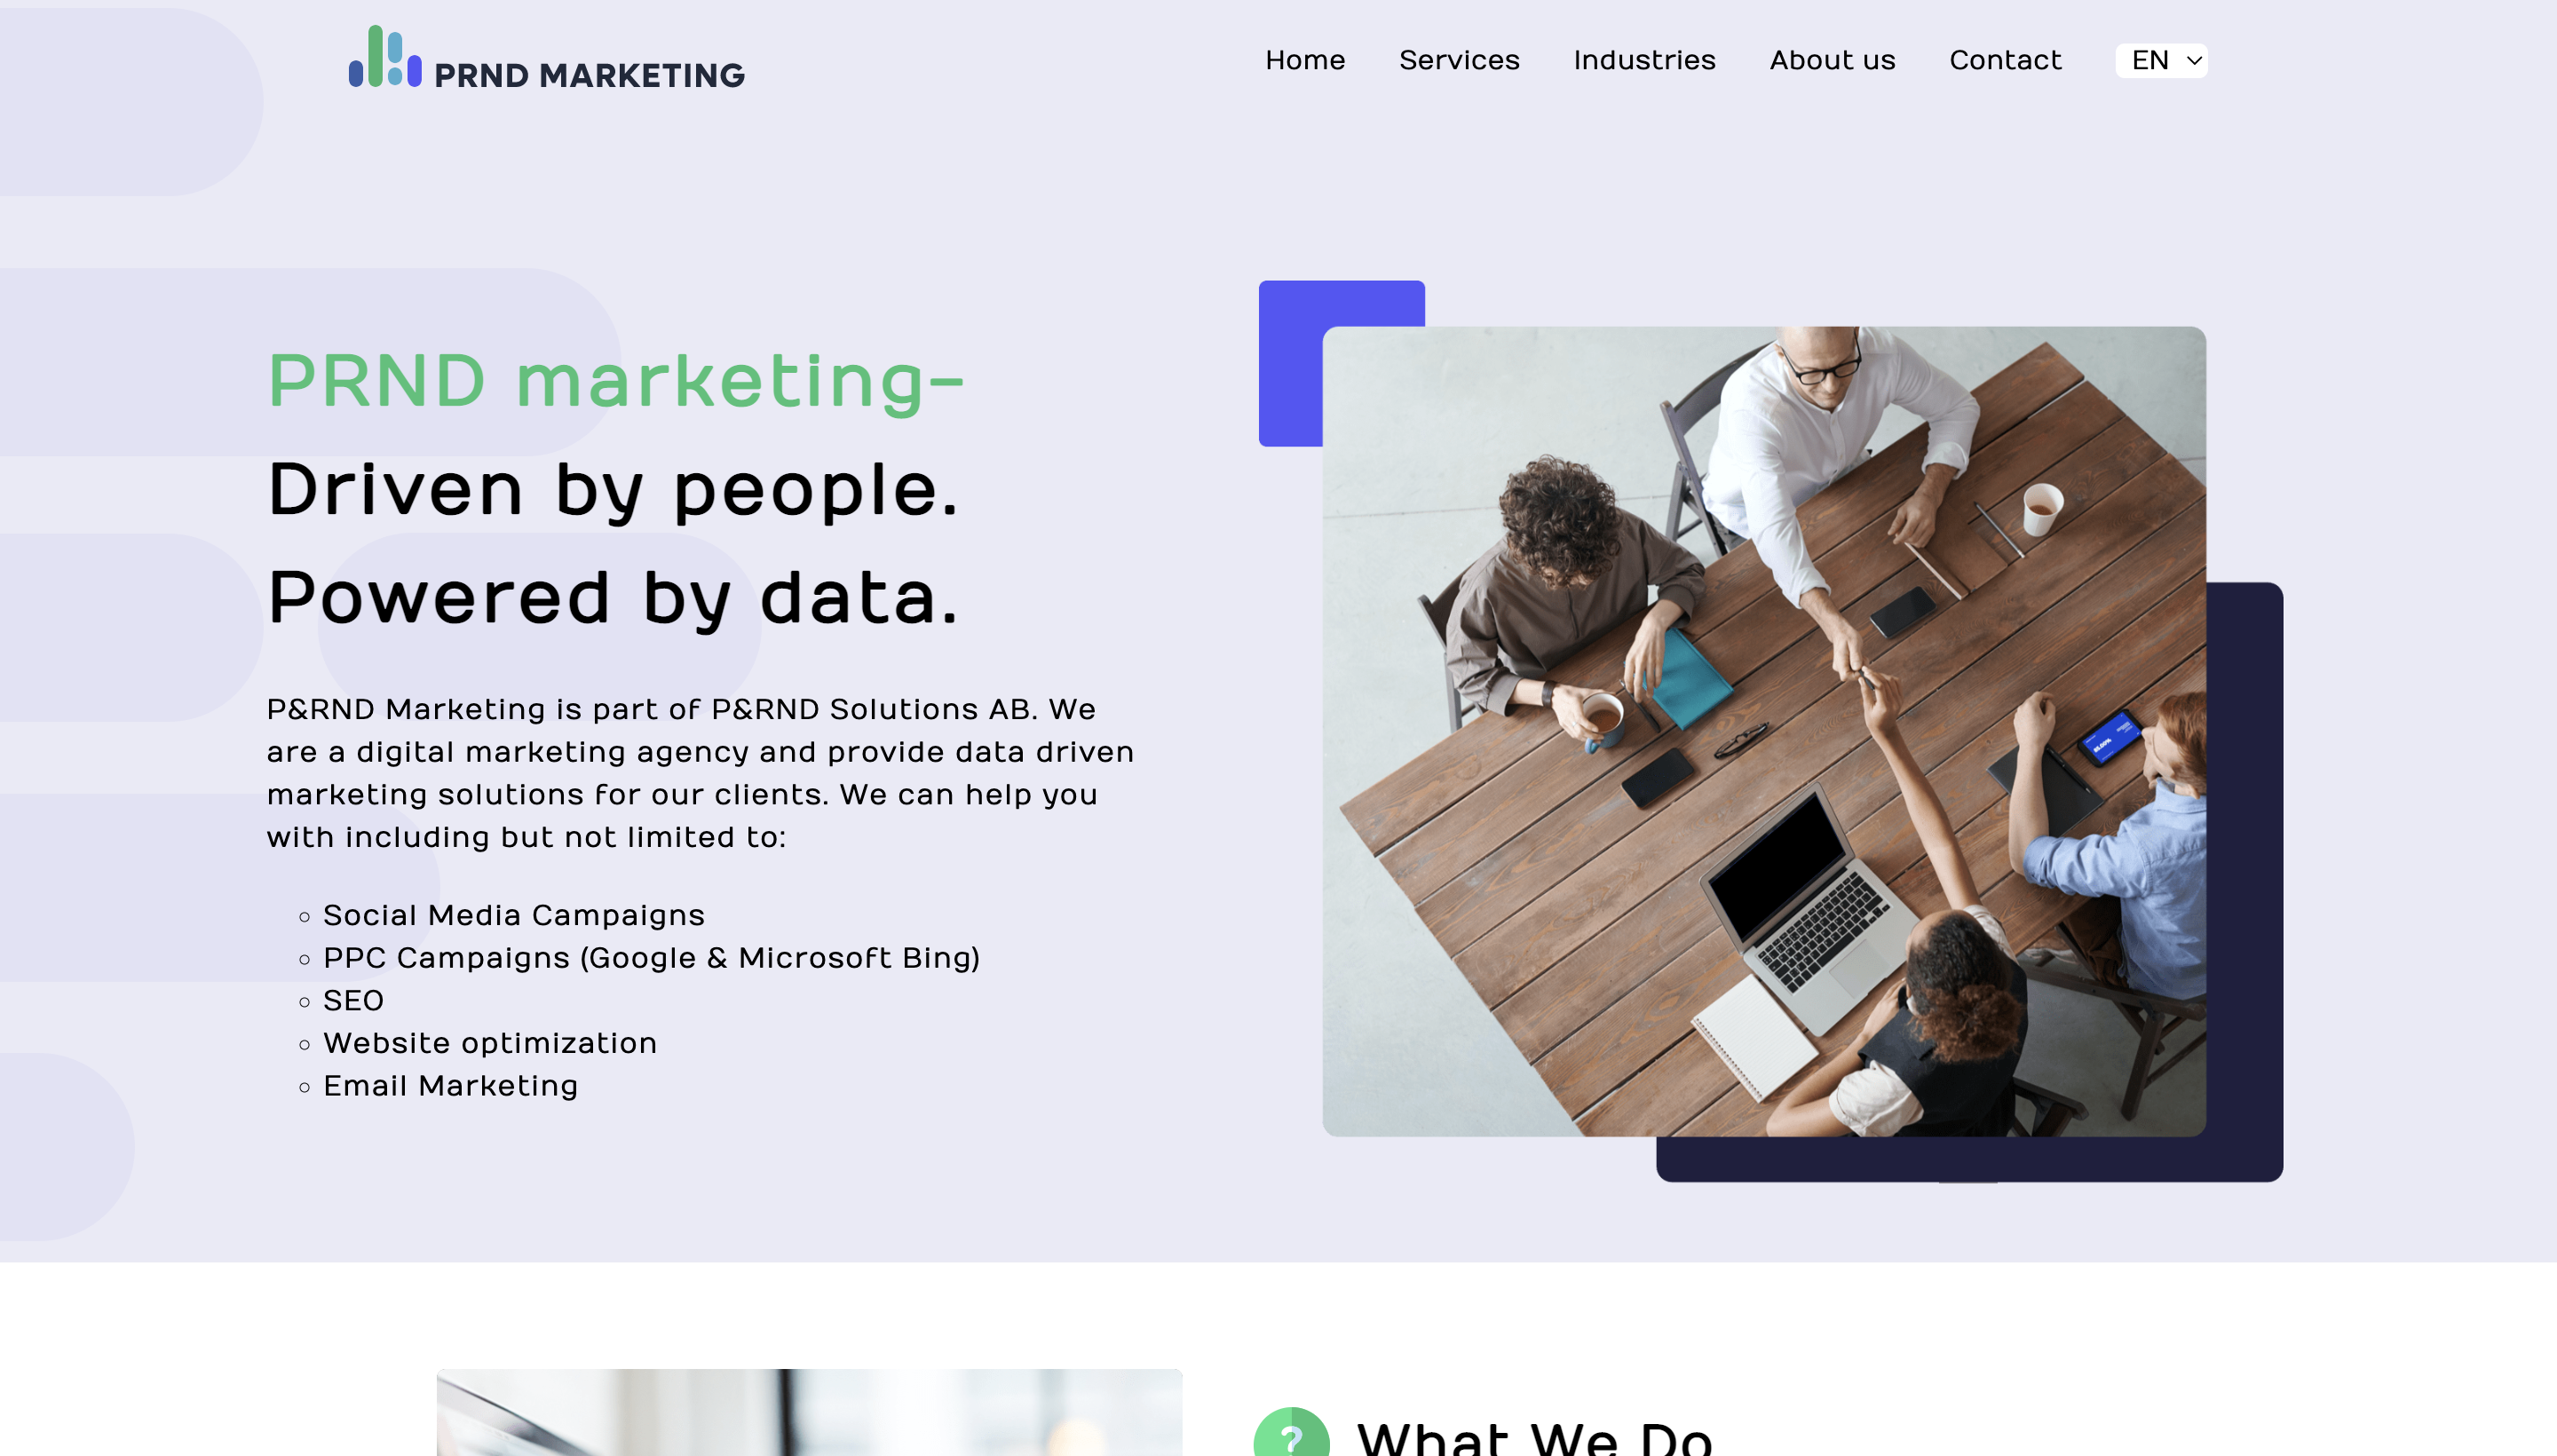 PRND MARKETING
Home Services Industries About us Contact EN
PRND marketing-
Driven by people.
Powered by data.
P&RND Marketing is part of P&RND Solutions AB. We
are a digital marketing agency and provide data driven
marketing solutions for our clients. We can help you
with including but not limited to:
Social Media Campaigns
PPC Campaigns (Google & Microsoft Bing)
SEO
Website optimization
Email Marketing
?
What We Do